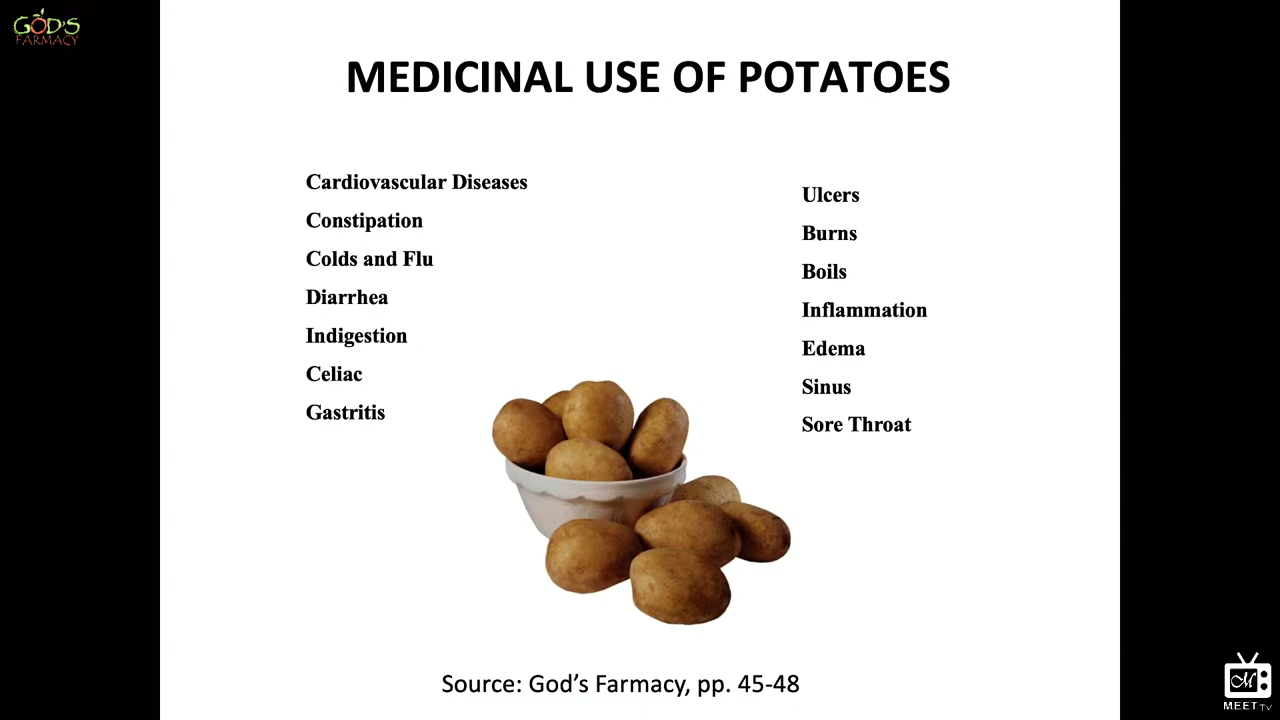 GOD'S
FARMACY
MEDICINAL USE OF POTATOES
Cardiovascular Diseases
Constipation
Colds and Flu
Diarrhea
Indigestion
Celiac
Gastritis
Ulcers
Burns
Boils
Inflammation
Edema
Sinus
Sore Throat
Source: God’s Farmacy, pp. 45-48
M
MEET TV